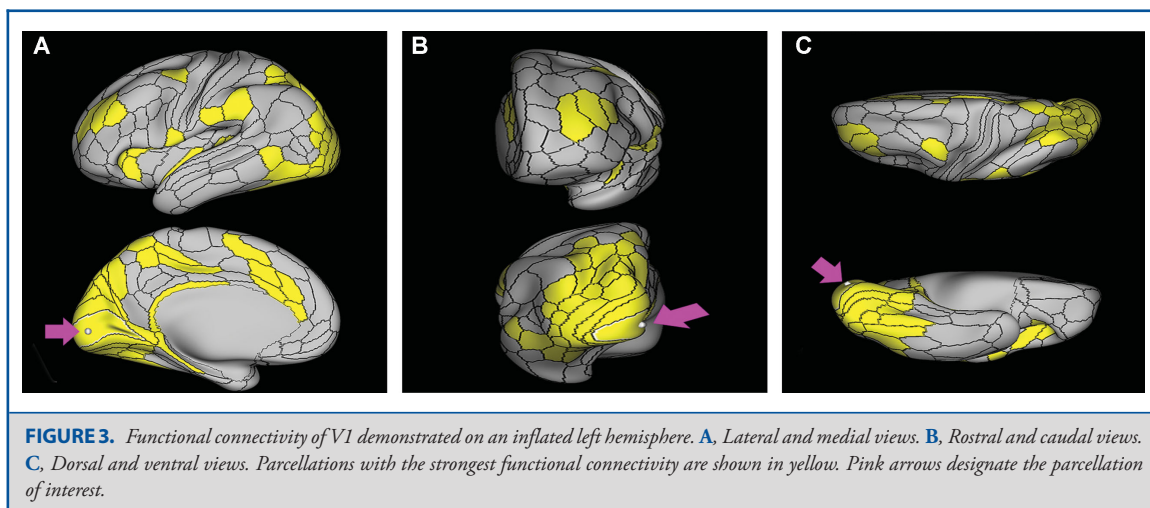 A
B
C
FIGURE 3. Functional connectivity of V1 demonstrated on an inflated left hemisphere. A, Lateral and medial views. B, Rostral and caudal views.
C, Dorsal and ventral views. Parcellations with the strongest functional connectivity are shown in yellow. Pink arrows designate the parcellation
of interest.